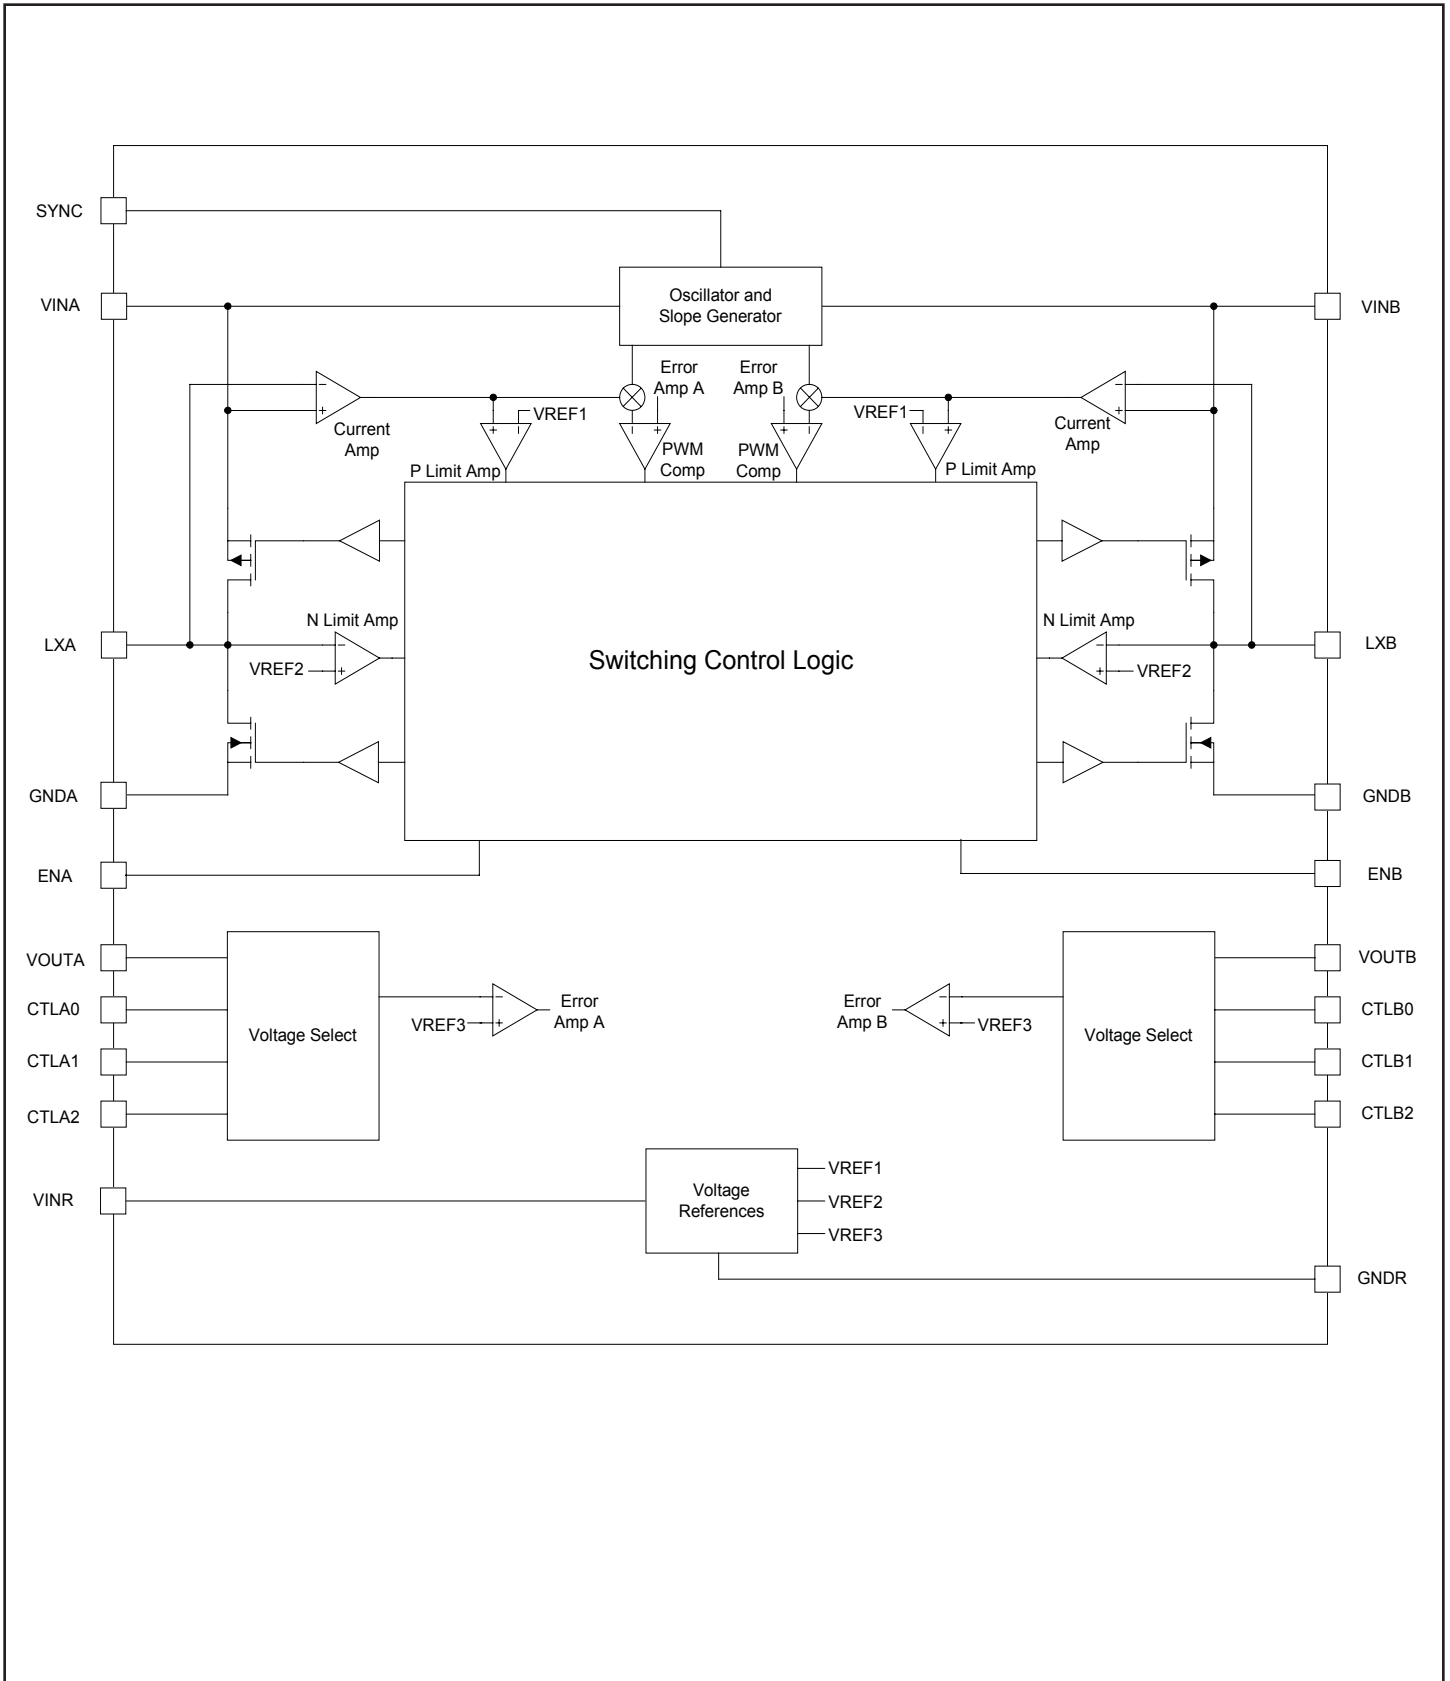 SYNC
VINA
Oscillator and
Slope Generator
VINB
Error
Amp A
Error
Amp B
−
+
Current
Amp
VREF1
+
−
P Limit Amp
−
+
PWM
Comp
+
−
PWM
Comp
VREF1
−
+
P Limit Amp
−
+
Current
Amp
LXA
N Limit Amp
−
VREF2
+
Switching Control Logic
N Limit Amp
−
+
VREF2
LXB
GNDA
GNDB
ENA
ENB
VOUTA
CTLA0
CTLA1
CTLA2
Voltage Select
−
VREF3
+
Error
Amp A
Error
Amp B
−
+
VREF3
Voltage Select
VOUTB
CTLB0
CTLB1
CTLB2
VINR
Voltage
References
VREF1
VREF2
VREF3
GNDR